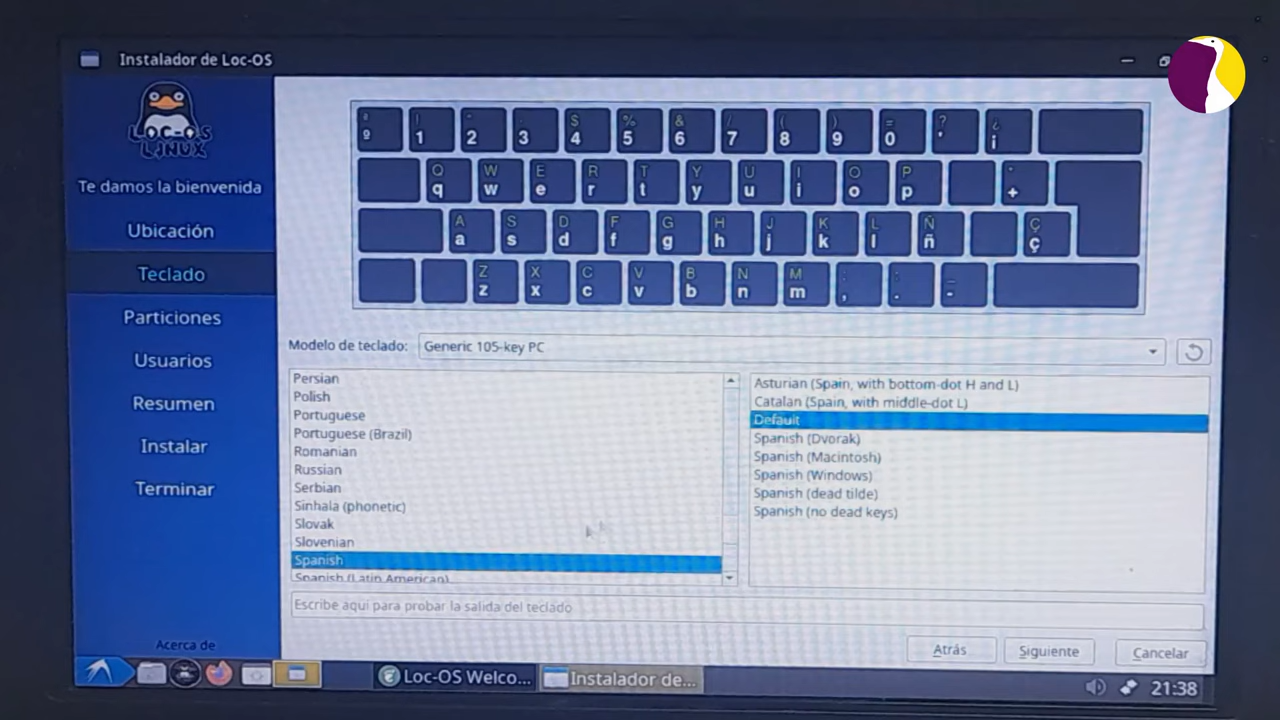 Instalador de Loc-OS
LOC-OS
LINUX
Te damos la bienvenida
Ubicación
Teclado
Particiones
Usuarios
Resumen
Instalar
Terminar
Acerca de
º 1 2 3 $ 4 % 5 & 6 / 7 ( 8 ) 9 = 0 ? ' ¿ ¡
Q q W w E e R r T t Y y U u I i O o P p +
A a S s D d F f G g H h J j K k L l Ñ ñ Ç ç
Z z X x C c V v B b N n M m ; , : . _ -
Modelo de teclado: Generic 105-key PC
Persian
Polish
Portuguese
Portuguese (Brazil)
Romanian
Russian
Serbian
Sinhala (phonetic)
Slovak
Slovenian
Spanish
Spanish (Latin American)
Asturian (Spain, with bottom-dot H and L)
Catalan (Spain, with middle-dot L)
Default
Spanish (Dvorak)
Spanish (Macintosh)
Spanish (Windows)
Spanish (dead tilde)
Spanish (no dead keys)
Escribe aquí para probar la salida del teclado
Atrás Siguiente Cancelar
Loc-OS Welco... Instalador de... 21:38